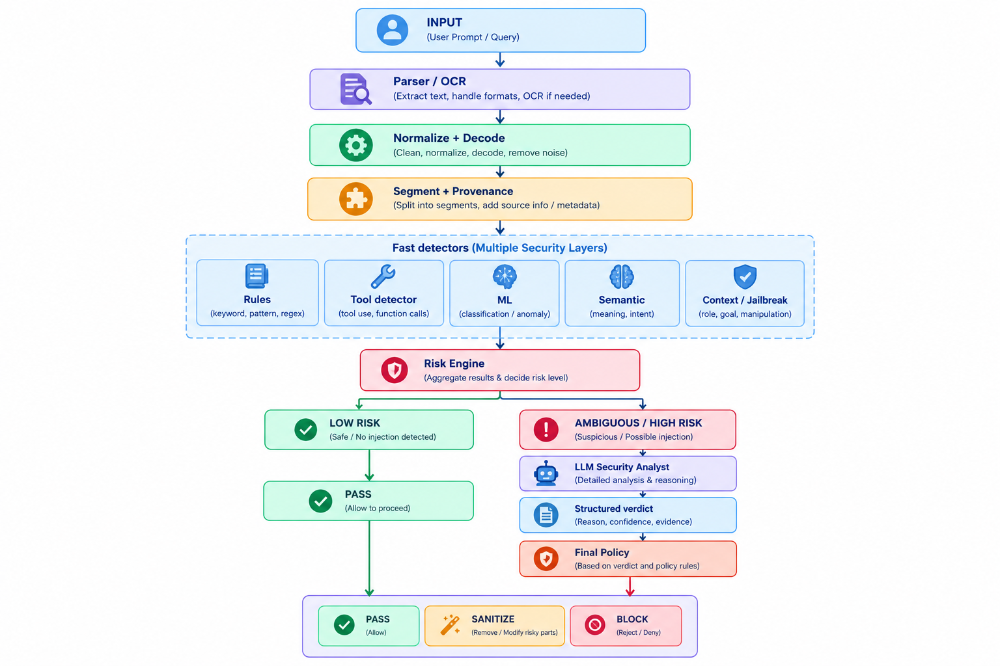 INPUT
(User Prompt / Query)
Parser / OCR
(Extract text, handle formats, OCR if needed)
Normalize + Decode
(Clean, normalize, decode, remove noise)
Segment + Provenance
(Split into segments, add source info / metadata)
Fast detectors (Multiple Security Layers)
Rules
(keyword, pattern, regex)
Tool detector
(tool use, function calls)
ML
(classification / anomaly)
Semantic
(meaning, intent)
Context / Jailbreak
(role, goal, manipulation)
Risk Engine
(Aggregate results & decide risk level)
LOW RISK
(Safe / No injection detected)
PASS
(Allow to proceed)
AMBIGUOUS / HIGH RISK
(Suspicious / Possible injection)
LLM Security Analyst
(Detailed analysis & reasoning)
Structured verdict
(Reason, confidence, evidence)
Final Policy
(Based on verdict and policy rules)
PASS
(Allow)
SANITIZE
(Remove / Modify risky parts)
BLOCK
(Reject / Deny)